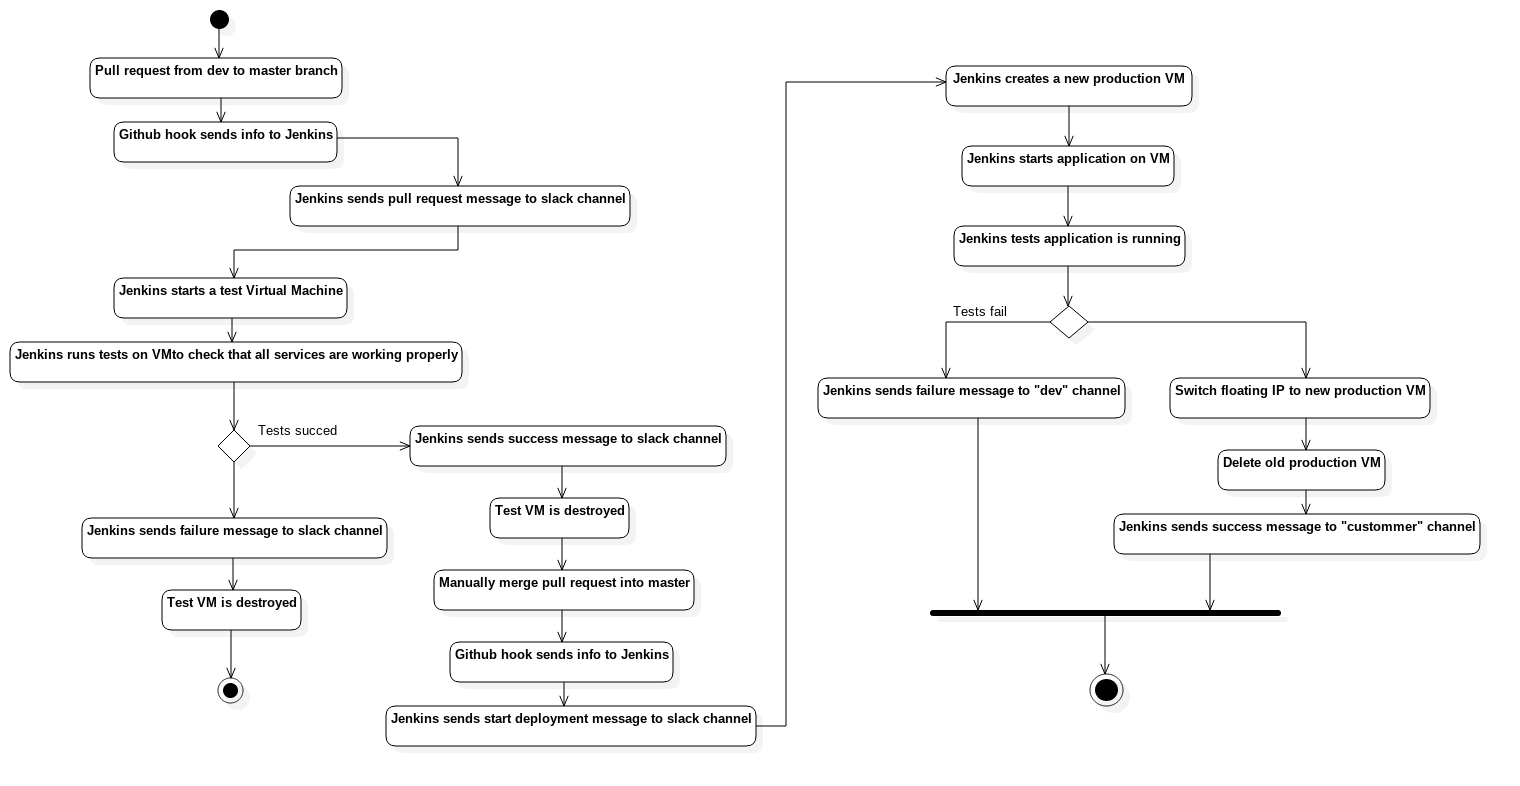 Pull request from dev to master branch
Github hook sends info to Jenkins
Jenkins sends pull request message to slack channel
Jenkins starts a test Virtual Machine
Jenkins runs tests on VMto check that all services are working properly
Tests succed
Jenkins sends failure message to slack channel
Test VM is destroyed
Jenkins sends success message to slack channel
Test VM is destroyed
Manually merge pull request into master
Github hook sends info to Jenkins
Jenkins sends start deployment message to slack channel
Jenkins creates a new production VM
Jenkins starts application on VM
Jenkins tests application is running
Tests fail
Jenkins sends failure message to "dev" channel
Switch floating IP to new production VM
Delete old production VM
Jenkins sends success message to "custommer" channel